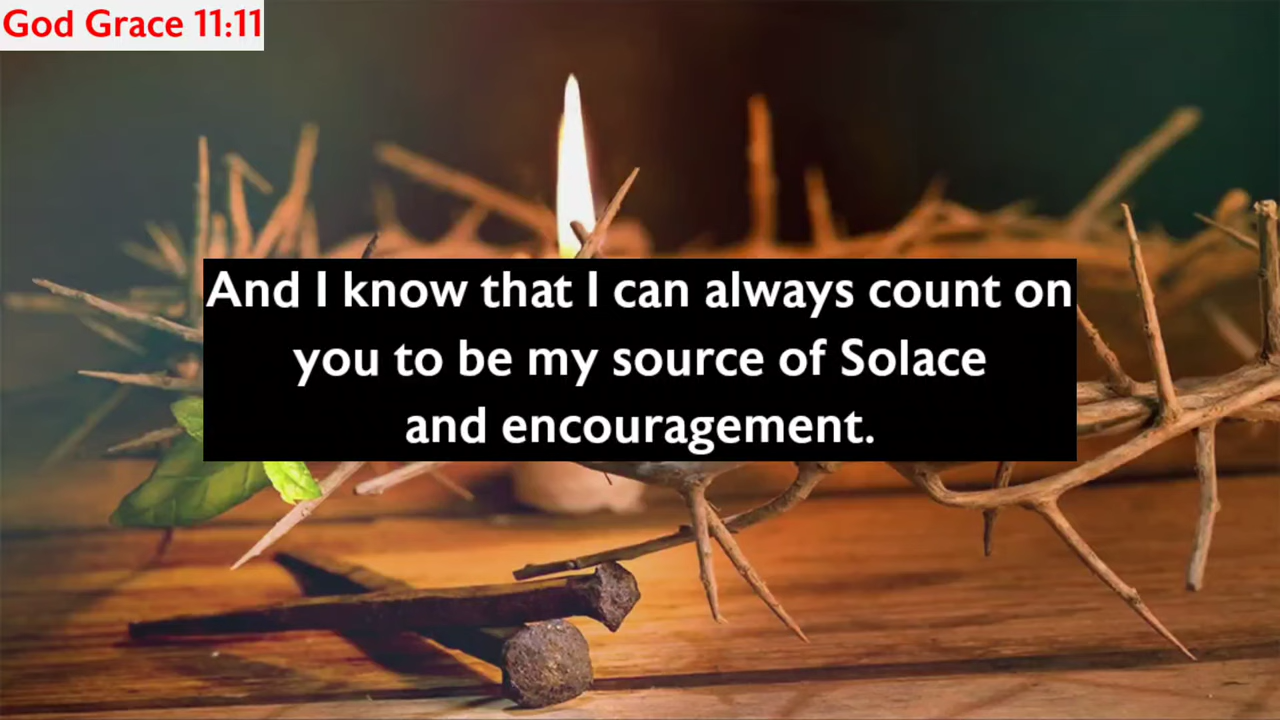 God Grace 11:11
And I know that I can always count on
you to be my source of Solace
and encouragement.